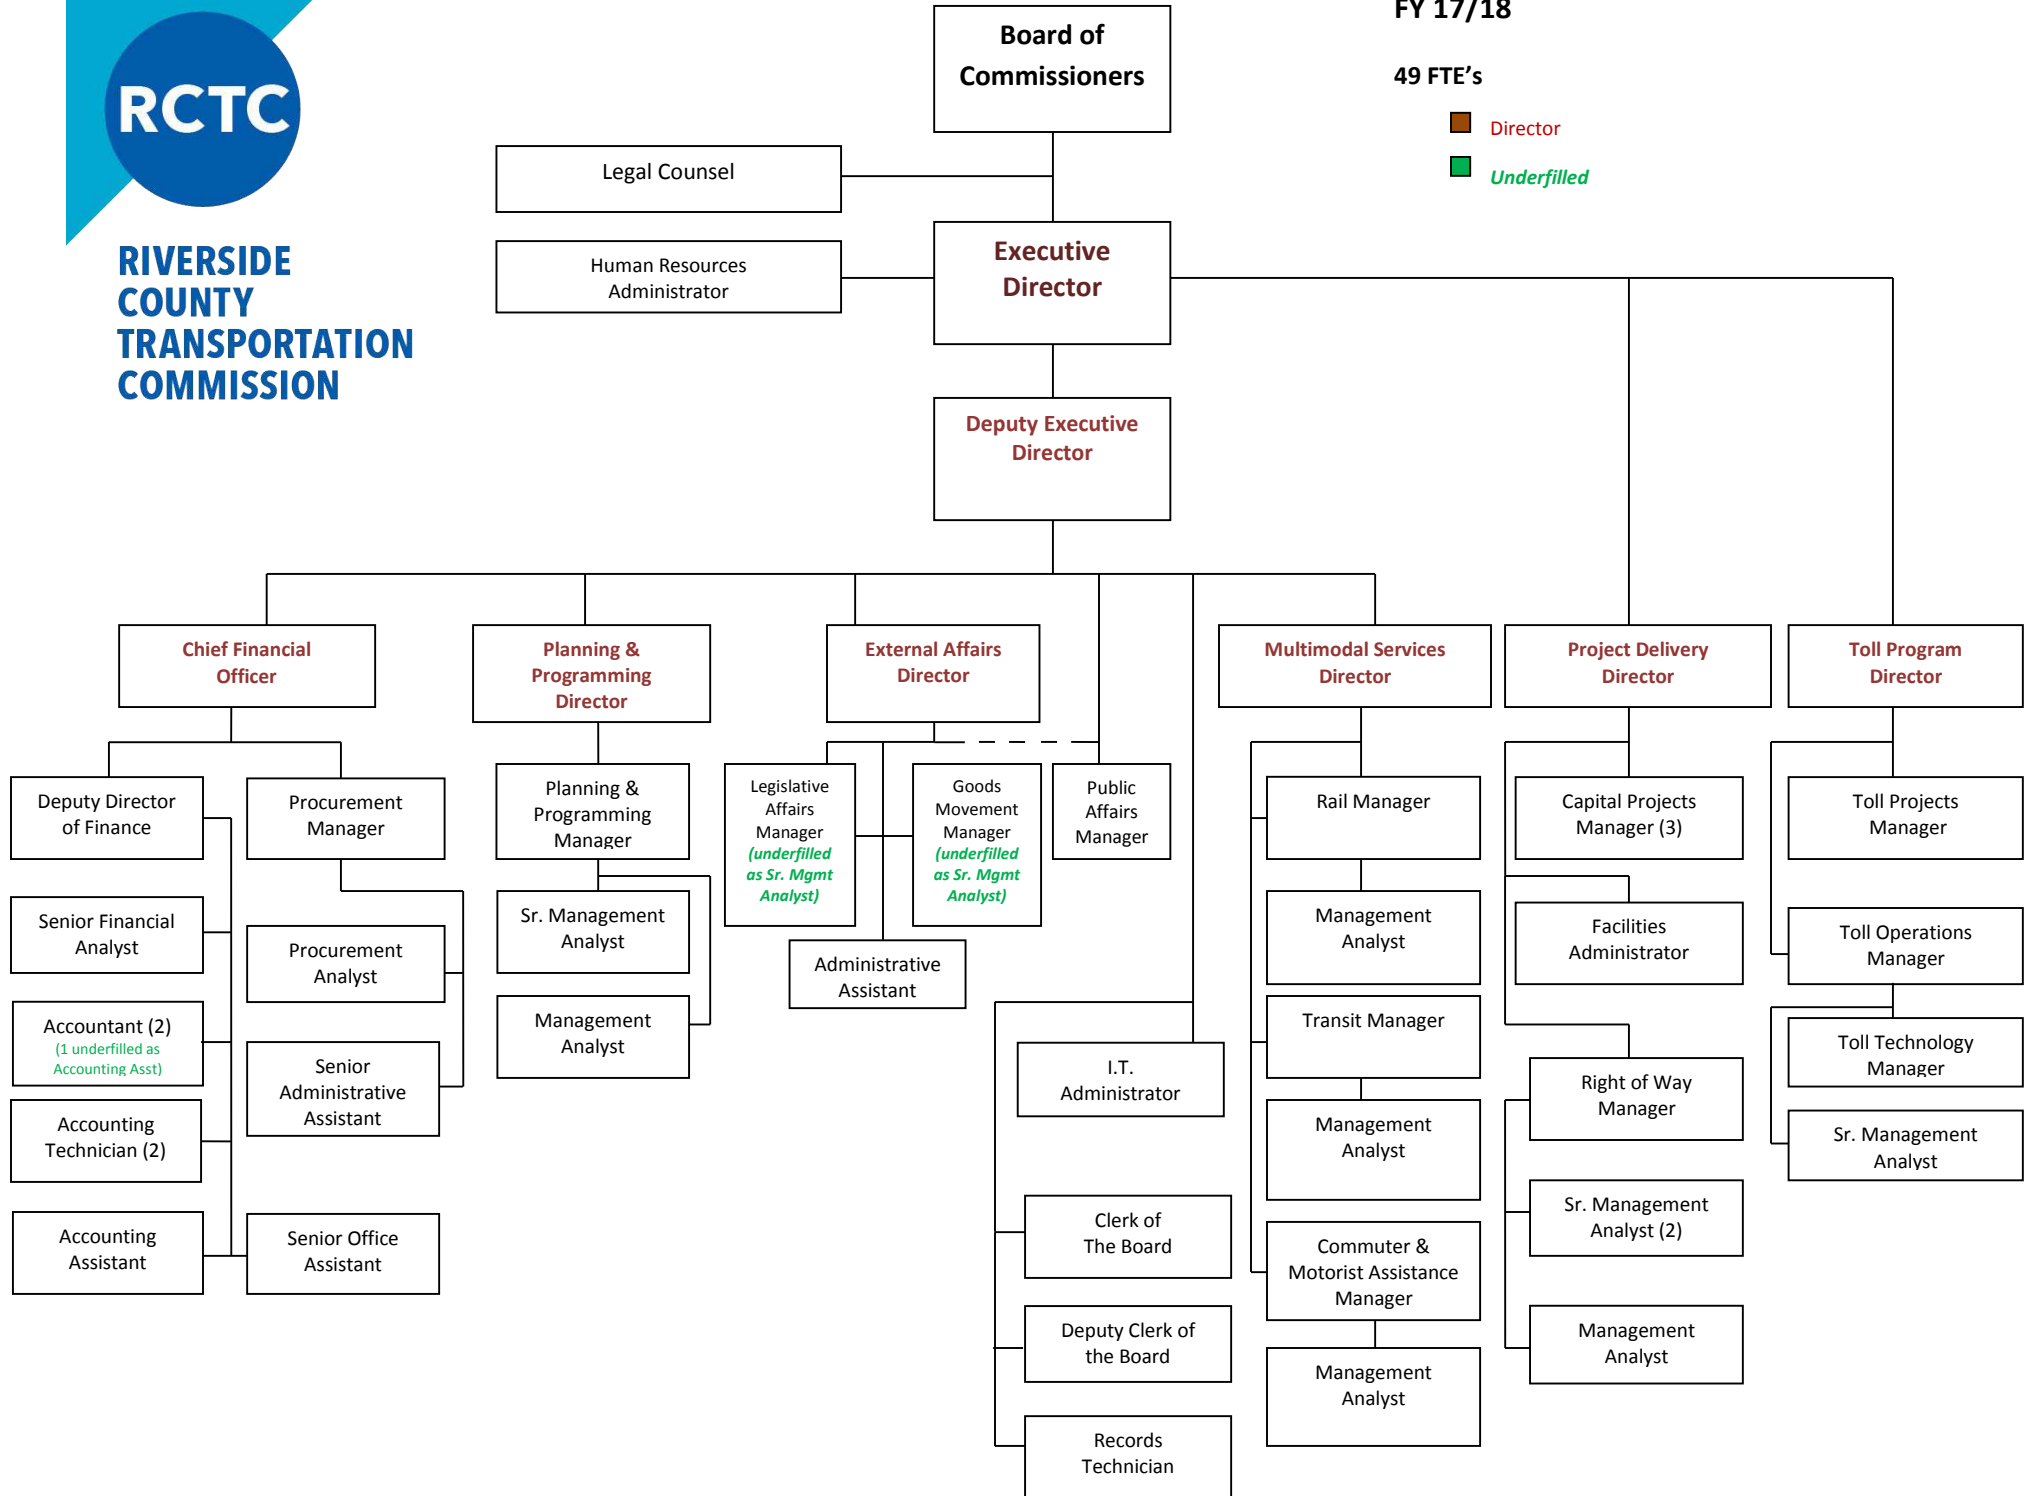 FY 17/18
49 FTE's
Director
Underfilled
RCTC
RIVERSIDE
COUNTY
TRANSPORTATION
COMMISSION
Board of
Commissioners
Legal Counsel
Human Resources
Administrator
Executive
Director
Deputy Executive
Director
Chief Financial
Officer
Planning &
Programming
Director
External Affairs
Director
Multimodal Services
Director
Project Delivery
Director
Toll Program
Director
Deputy Director
of Finance
Procurement
Manager
Senior Financial
Analyst
Procurement
Analyst
Accountant (2)
(1 underfilled as
Accounting Asst)
Senior
Administrative
Assistant
Accounting
Technician (2)
Accounting
Assistant
Senior Office
Assistant
Planning &
Programming
Manager
Sr. Management
Analyst
Management
Analyst
Legislative
Affairs
Manager
(underfilled
as Sr. Mgmt
Analyst)
Goods
Movement
Manager
(underfilled
as Sr. Mgmt
Analyst)
Public
Affairs
Manager
Administrative
Assistant
I.T.
Administrator
Clerk of
The Board
Deputy Clerk of
the Board
Records
Technician
Rail Manager
Management
Analyst
Transit Manager
Management
Analyst
Commuter &
Motorist Assistance
Manager
Management
Analyst
Capital Projects
Manager (3)
Facilities
Administrator
Right of Way
Manager
Sr. Management
Analyst (2)
Management
Analyst
Toll Projects
Manager
Toll Operations
Manager
Toll Technology
Manager
Sr. Management
Analyst